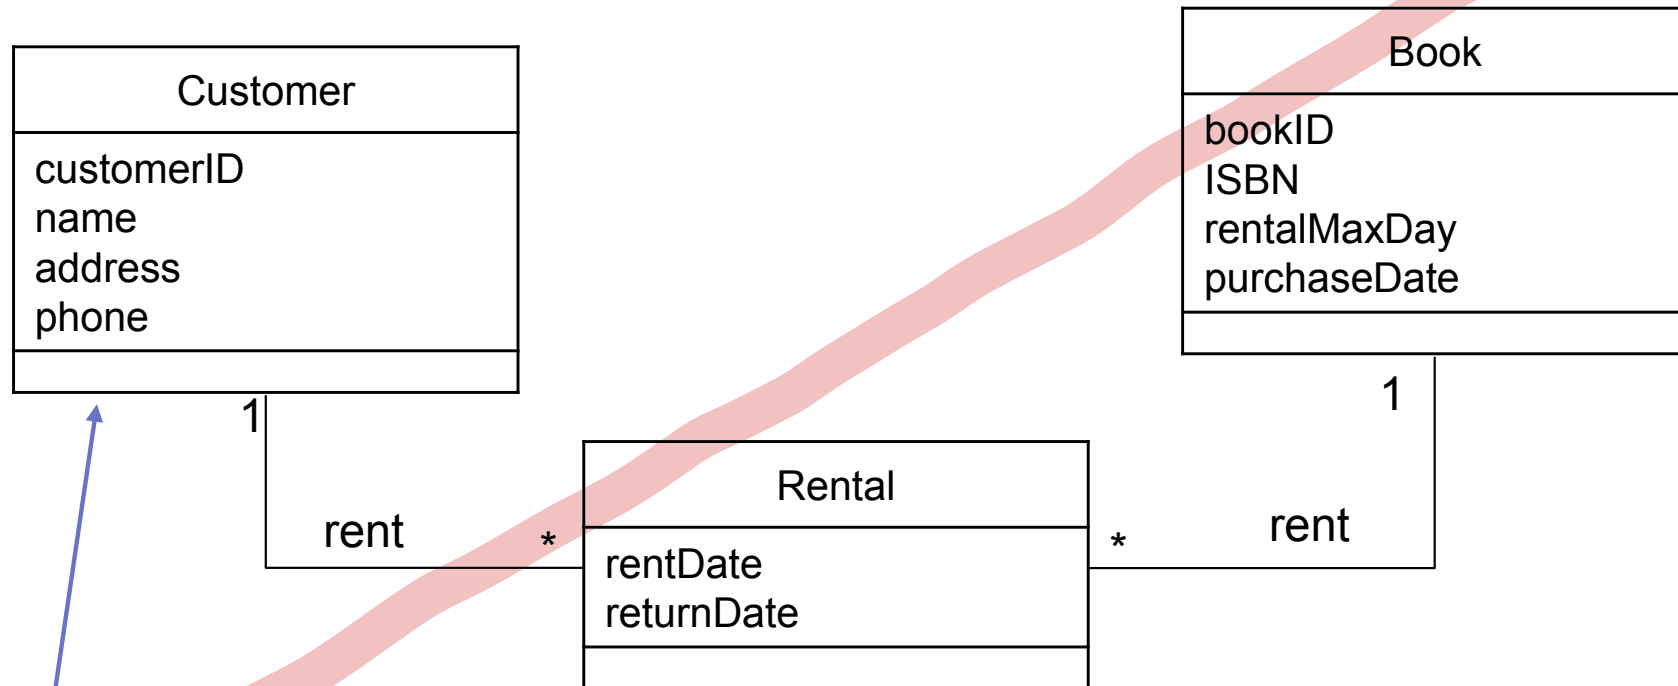 Customer
customerID
name
address
phone
1
rent
*
Rental
rentDate
returnDate
Book
bookID
ISBN
rentalMaxDay
purchaseDate
1
*
rent